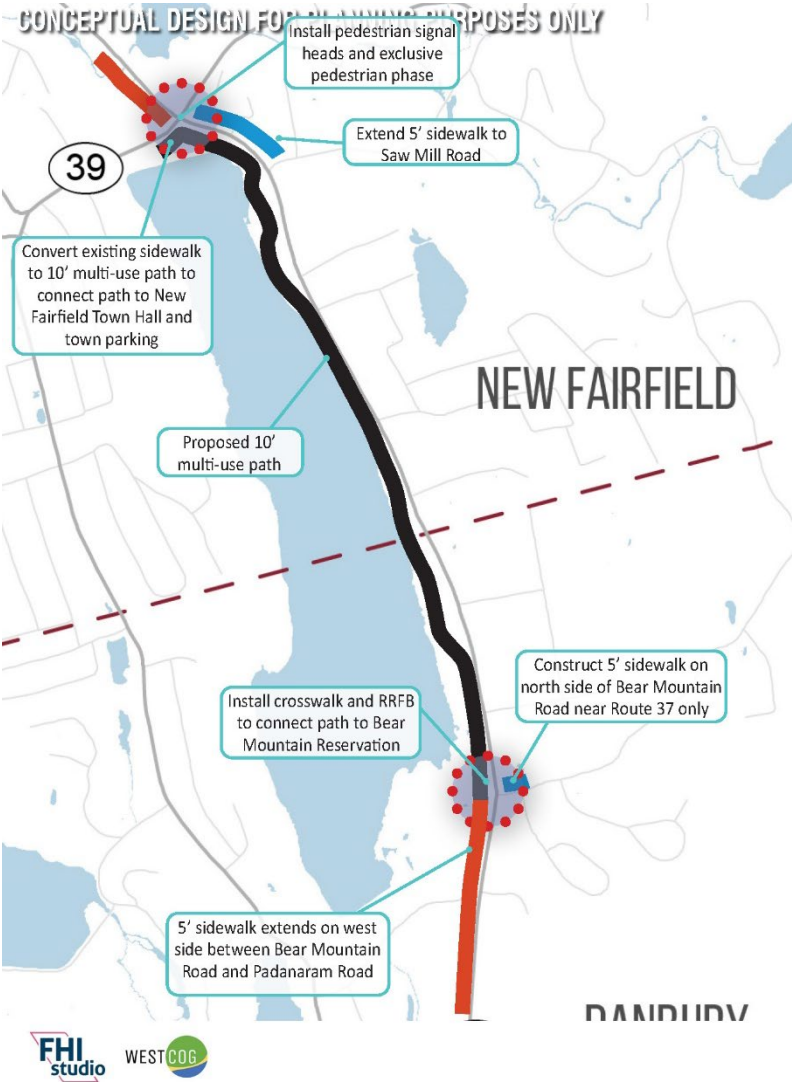 CONCEPTUAL DESIGN FOR PLANNING PURPOSES ONLY
Install pedestrian signal
heads and exclusive
pedestrian phase
Extend 5' sidewalk to
Saw Mill Road
39
Convert existing sidewalk
to 10' multi-use path to
connect path to New
Fairfield Town Hall and
town parking
NEW FAIRFIELD
Proposed 10'
multi-use path
Construct 5' sidewalk on
north side of Bear Mountain
Road near Route 37 only
Install crosswalk and RRFB
to connect path to Bear
Mountain Reservation
5' sidewalk extends on west
side between Bear Mountain
Road and Padanaram Road
DANBURY
FHI
studio
WESTCOG